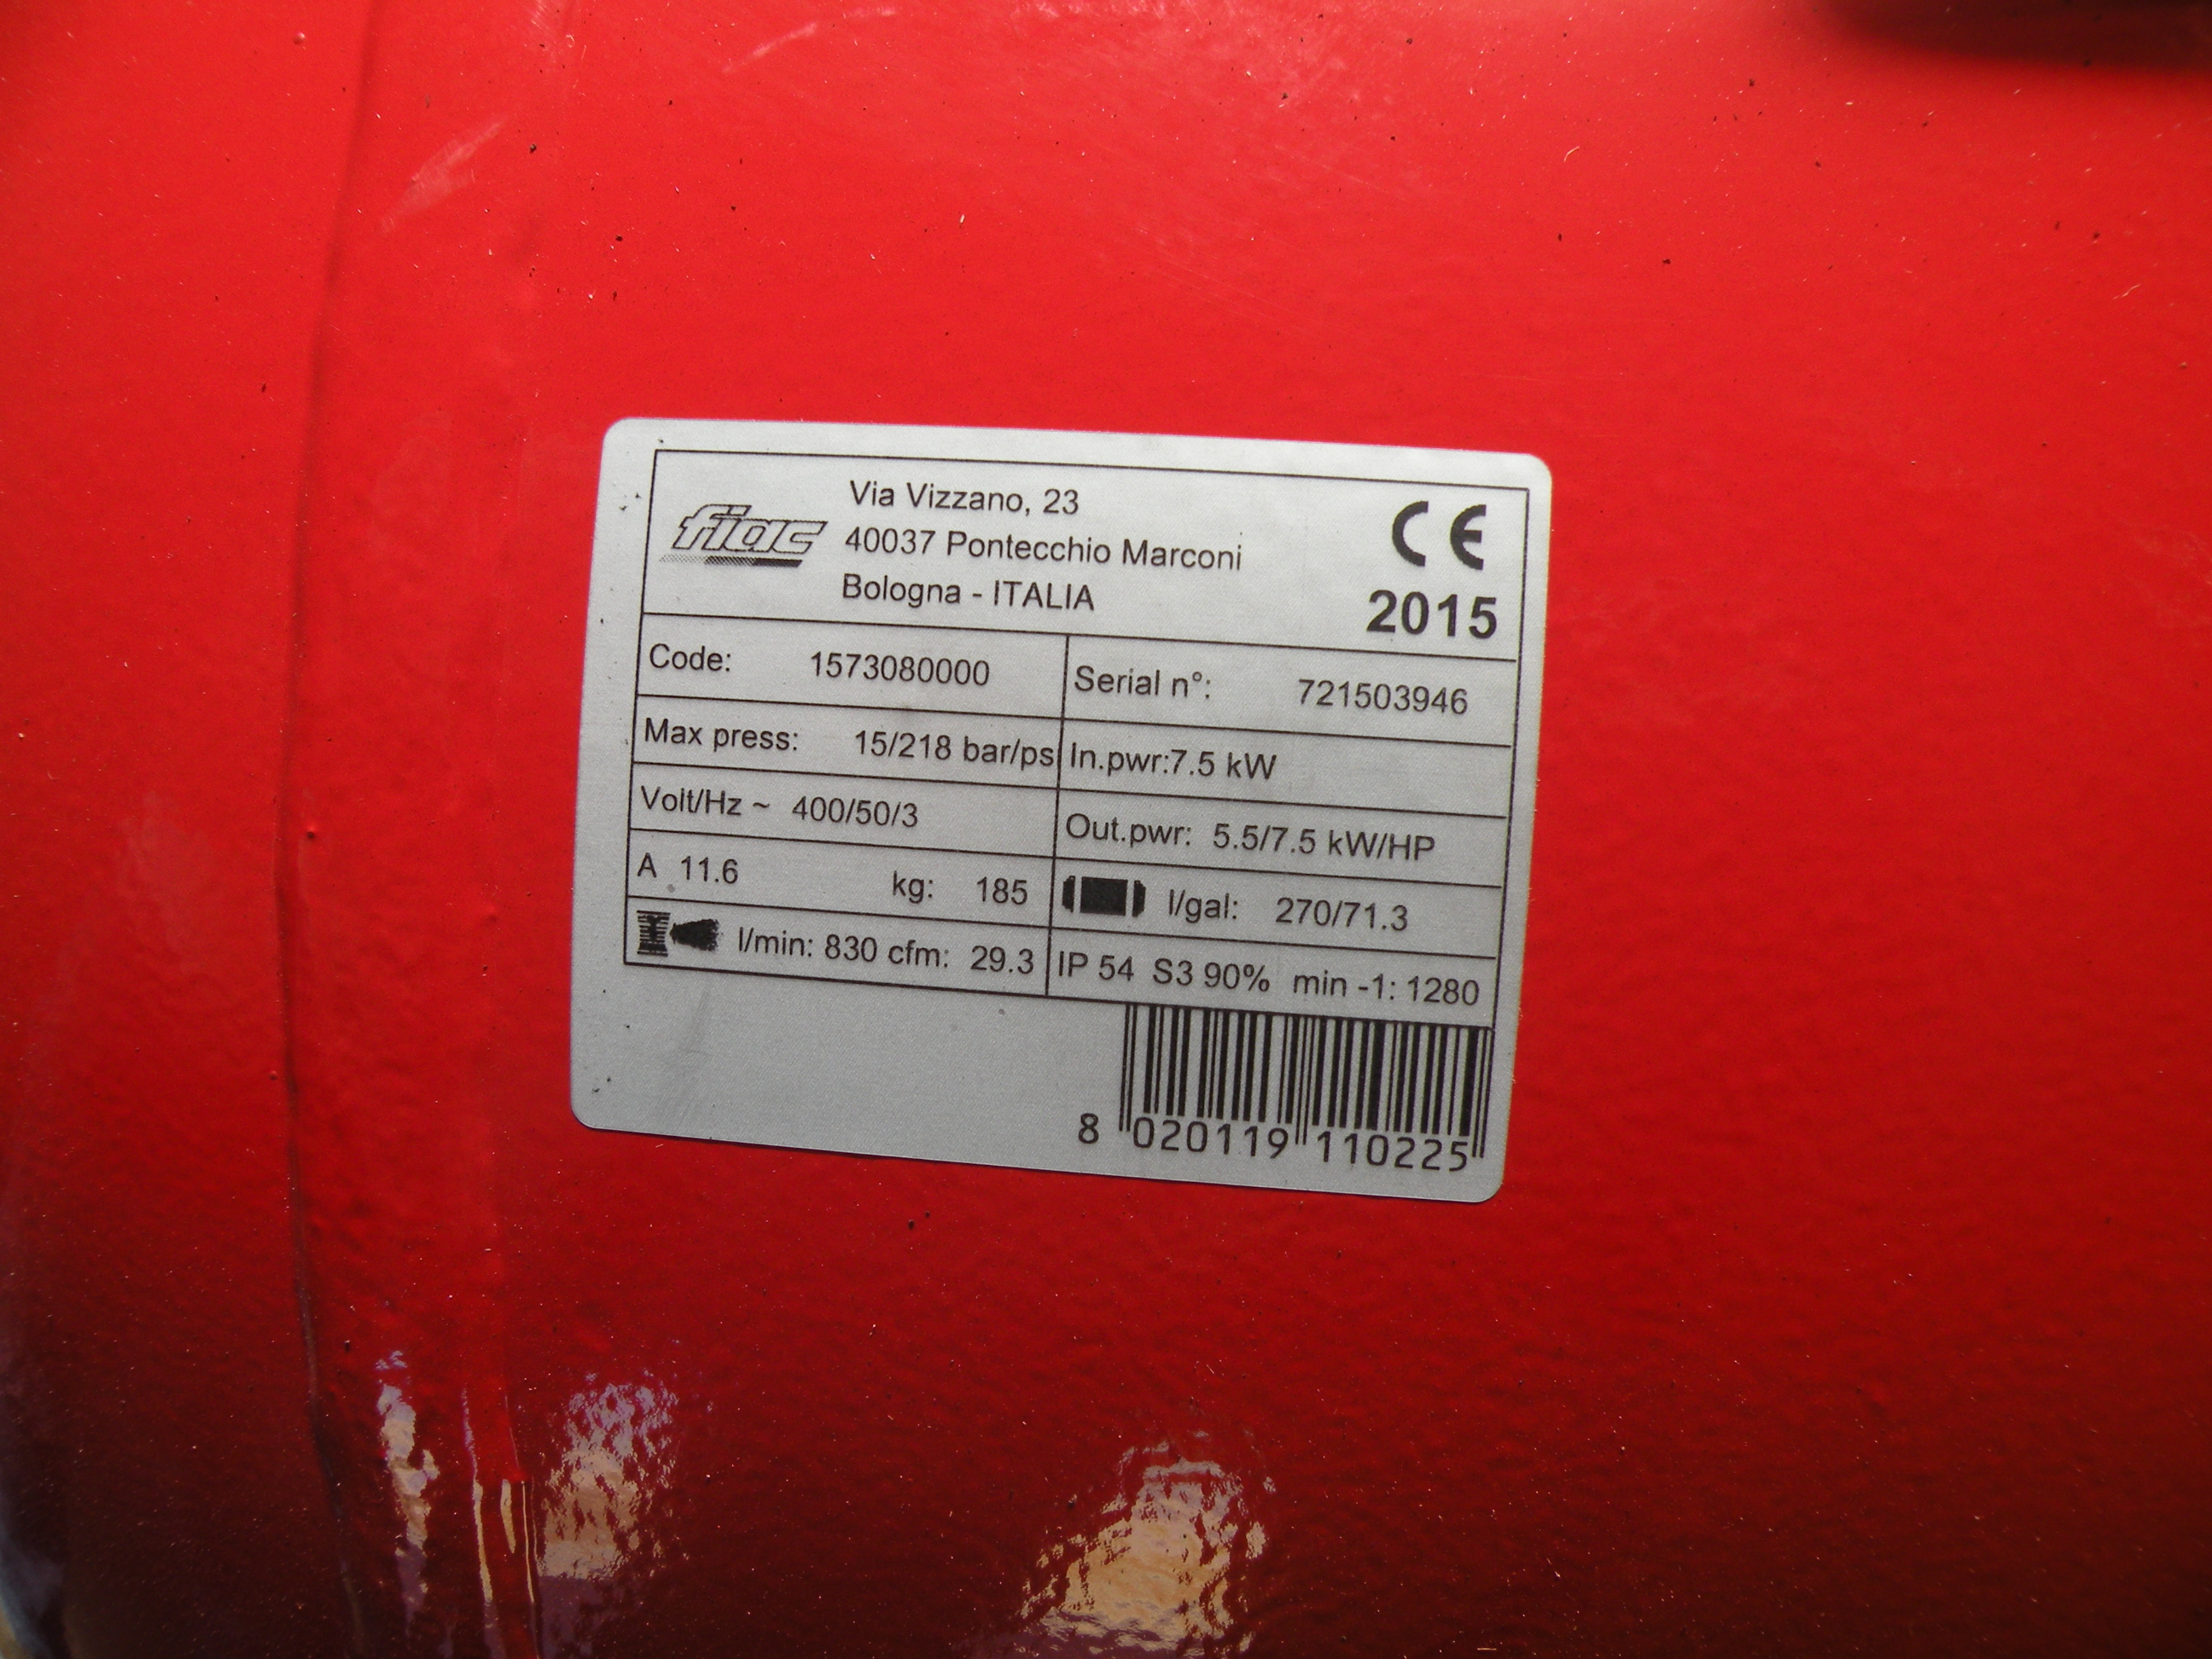 fiac
Via Vizzano, 23
40037 Pontecchio Marconi
Bologna - ITALIA
CE
2015
Code: 1573080000
Serial n°: 721503946
Max press: 15/218 bar/ps
In.pwr:7.5 kW
Volt/Hz ~ 400/50/3
Out.pwr: 5.5/7.5 kW/HP
A 11.6 kg: 185
l/gal: 270/71.3
l/min: 830 cfm: 29.3
IP 54 S3 90% min -1: 1280
8 020119 110225